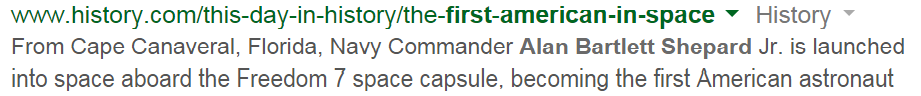 www.history.com/this-day-in-history/the-first-american-in-space History
From Cape Canaveral, Florida, Navy Commander Alan Bartlett Shepard Jr. is launched
into space aboard the Freedom 7 space capsule, becoming the first American astronaut